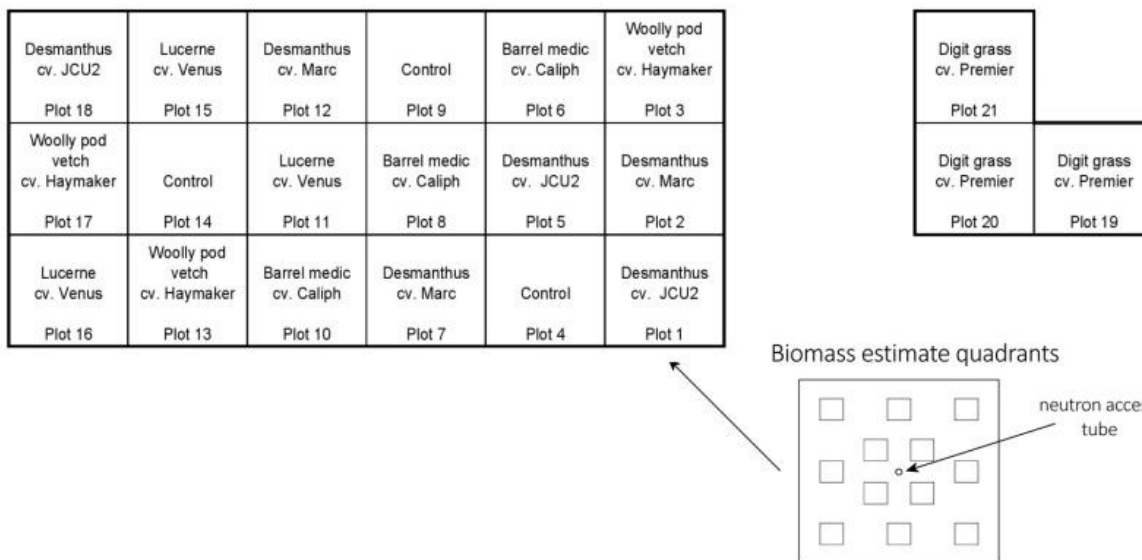 Desmanthus
cv. JCU2
Plot 18
Lucerne
cv. Venus
Plot 15
Desmanthus
cv. Marc
Plot 12
Control
Plot 9
Barrel medic
cv. Caliph
Plot 6
Woolly pod
vetch
cv. Haymaker
Plot 3
Digit grass
cv. Premier
Plot 21
Woolly pod
vetch
cv. Haymaker
Plot 17
Control
Plot 14
Lucerne
cv. Venus
Plot 11
Barrel medic
cv. Caliph
Plot 8
Desmanthus
cv. JCU2
Plot 5
Desmanthus
cv. Marc
Plot 2
Digit grass
cv. Premier
Plot 20
Digit grass
cv. Premier
Plot 19
Lucerne
cv. Venus
Plot 16
Woolly pod
vetch
cv. Haymaker
Plot 13
Barrel medic
cv. Caliph
Plot 10
Desmanthus
cv. Marc
Plot 7
Control
Plot 4
Desmanthus
cv. JCU2
Plot 1
Biomass estimate quadrants
neutron acce
tube